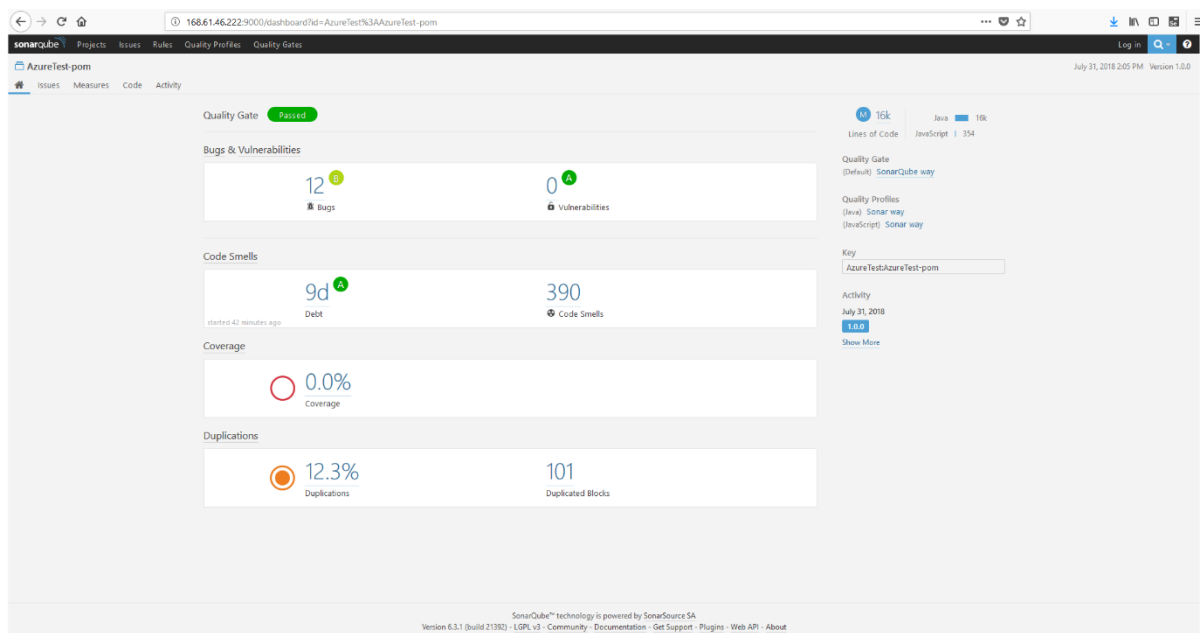 168.61.46.222:9000/dashboard?id=AzureTest%3AAzureTest-pom
sonarqube Projects Issues Rules Quality Profiles Quality Gates Log in
AzureTest-pom July 31, 2018 2:05 PM Version 1.0.0
Issues Measures Code Activity
Quality Gate Passed
Bugs & Vulnerabilities
12 B
Bugs
0 A
Vulnerabilities
Code Smells
9d A
Debt
started 42 minutes ago
390
Code Smells
Coverage
0.0%
Coverage
Duplications
12.3%
Duplications
101
Duplicated Blocks
M 16k
Lines of Code
Java 16k
JavaScript 354
Quality Gate
(Default) SonarQube way
Quality Profiles
(Java) Sonar way
(JavaScript) Sonar way
Key
AzureTest:AzureTest-pom
Activity
July 31, 2018
1.0.0
Show More
SonarQube™ technology is powered by SonarSource SA
Version 6.3.1 (build 21392) - LGPL v3 - Community - Documentation - Get Support - Plugins - Web API - About